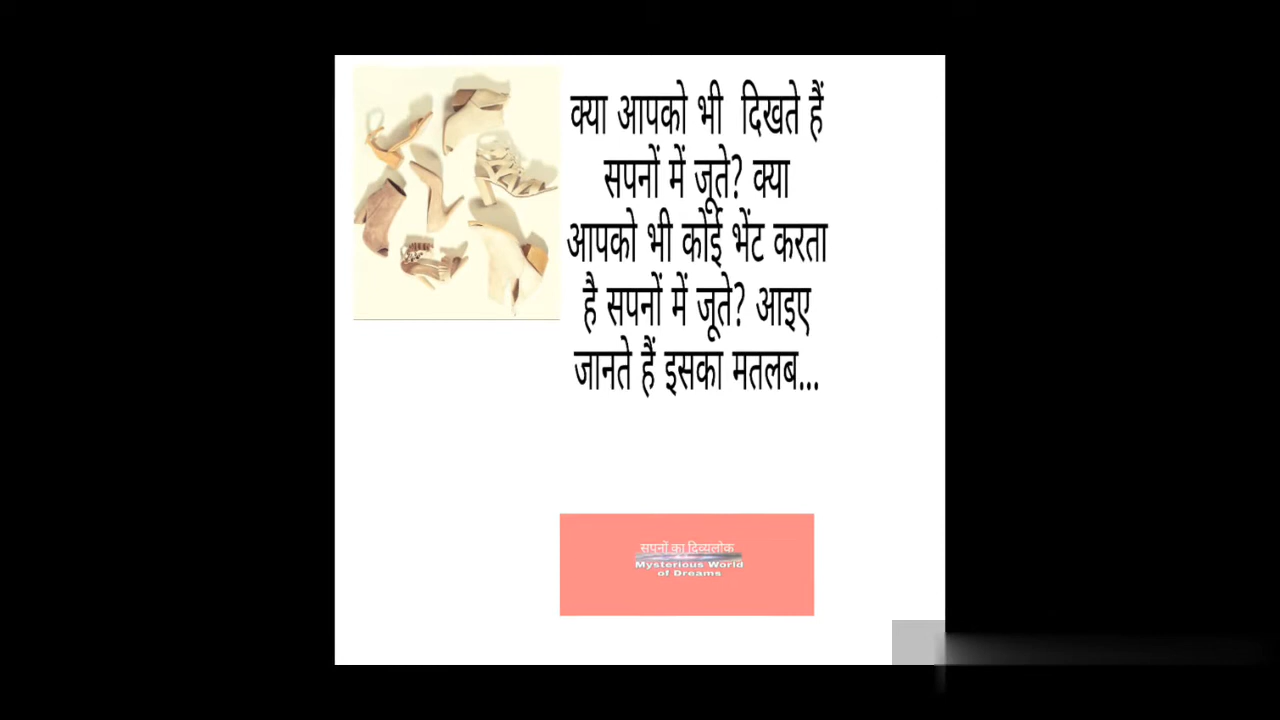 क्या आपको भी दिखते हैं
सपनों में जूते? क्या
आपको भी कोई भेंट करता
है सपनों में जूते? आइए
जानते हैं इसका मतलब...
सपनों का दिव्यलोक
Mysterious World
of Dreams